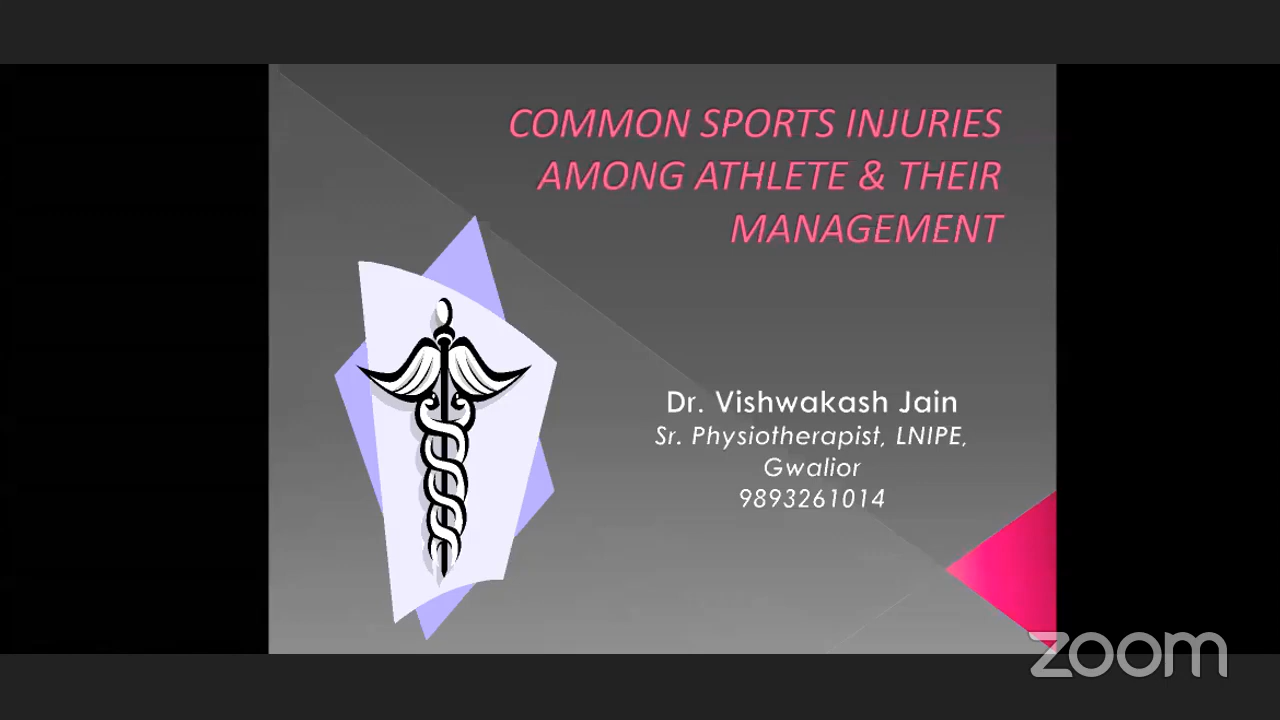 COMMON SPORTS INJURIES
AMONG ATHLETE & THEIR
MANAGEMENT
Dr. Vishwakash Jain
Sr. Physiotherapist, LNIPE,
Gwalior
9893261014
zoom